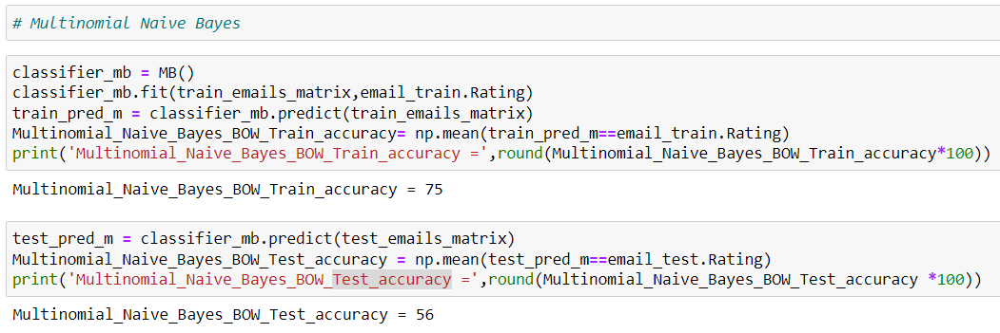 # Multinomial Naive Bayes
classifier_mb = MB()
classifier_mb.fit(train_emails_matrix,email_train.Rating)
train_pred_m = classifier_mb.predict(train_emails_matrix)
Multinomial_Naive_Bayes_BOW_Train_accuracy= np.mean(train_pred_m==email_train.Rating)
print('Multinomial_Naive_Bayes_BOW_Train_accuracy =',round(Multinomial_Naive_Bayes_BOW_Train_accuracy*100))
Multinomial_Naive_Bayes_BOW_Train_accuracy = 75
test_pred_m = classifier_mb.predict(test_emails_matrix)
Multinomial_Naive_Bayes_BOW_Test_accuracy = np.mean(test_pred_m==email_test.Rating)
print('Multinomial_Naive_Bayes_BOW_Test_accuracy =',round(Multinomial_Naive_Bayes_BOW_Test_accuracy *100))
Multinomial_Naive_Bayes_BOW_Test_accuracy = 56